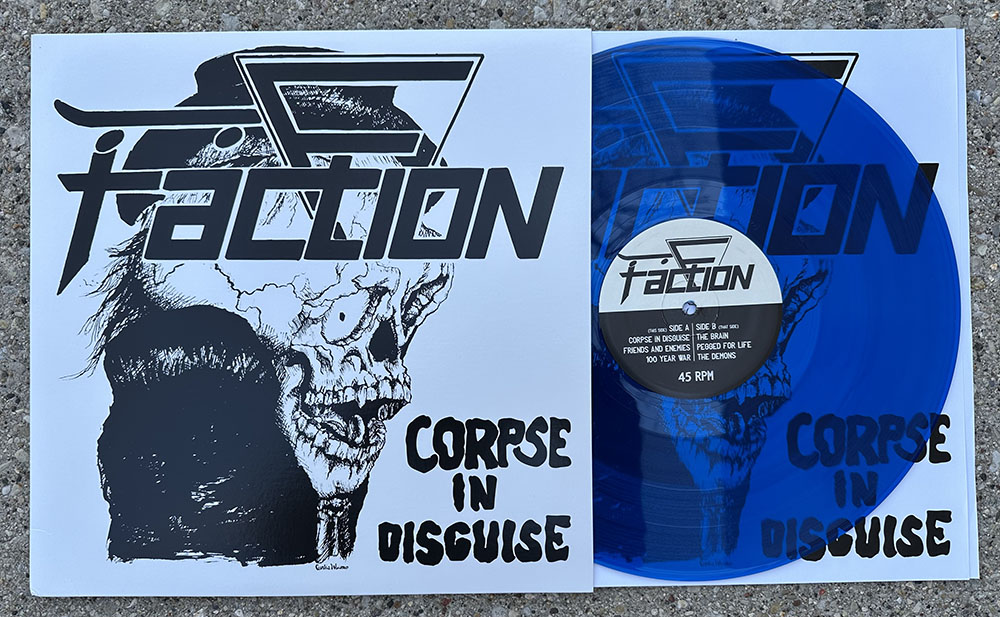 faction
CORPSE
IN
DISGUISE
faction
faction
(THIS SIDE) SIDE A | SIDE B (THAT SIDE)
CORPSE IN DISGUISE | THE BRAIN
FRIENDS AND ENEMIES | PEGGED FOR LIFE
100 YEAR WAR | THE DEMONS
45 RPM
CORPSE
IN
DISGUISE